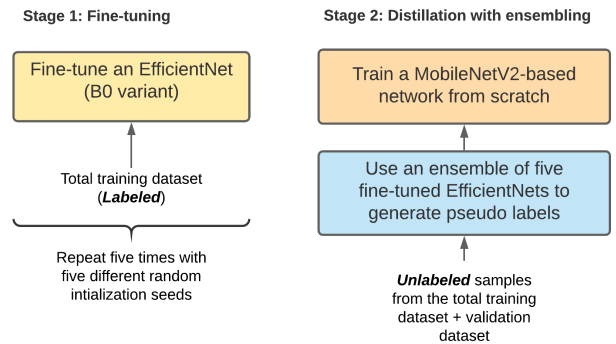 Stage 1: Fine-tuning
Fine-tune an EfficientNet
(B0 variant)
Total training dataset
(Labeled)
Repeat five times with
five different random
intialization seeds
Stage 2: Distillation with ensembling
Train a MobileNetV2-based
network from scratch
Use an ensemble of five
fine-tuned EfficientNets to
generate pseudo labels
Unlabeled samples
from the total training
dataset + validation
dataset